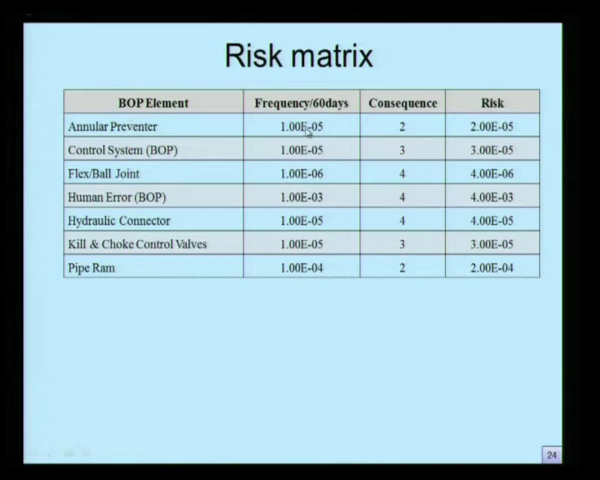 Risk matrix
BOP Element Frequency/60days Consequence Risk
Annular Preventer 1.00E-05 2 2.00E-05
Control System (BOP) 1.00E-05 3 3.00E-05
Flex/Ball Joint 1.00E-06 4 4.00E-06
Human Error (BOP) 1.00E-03 4 4.00E-03
Hydraulic Connector 1.00E-05 4 4.00E-05
Kill & Choke Control Valves 1.00E-05 3 3.00E-05
Pipe Ram 1.00E-04 2 2.00E-04
24